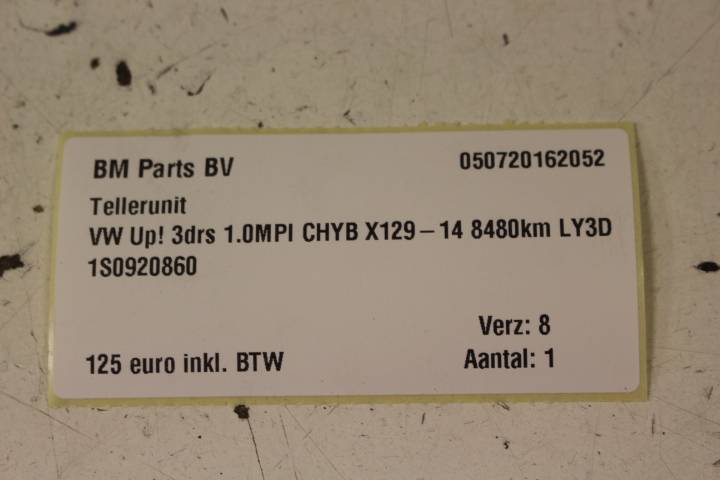 BM Parts BV 050720162052
Tellerunit
VW Up! 3drs 1.0MPI CHYB X129-14 8480km LY3D
1S0920860
Verz: 8
125 euro inkl. BTW Aantal: 1